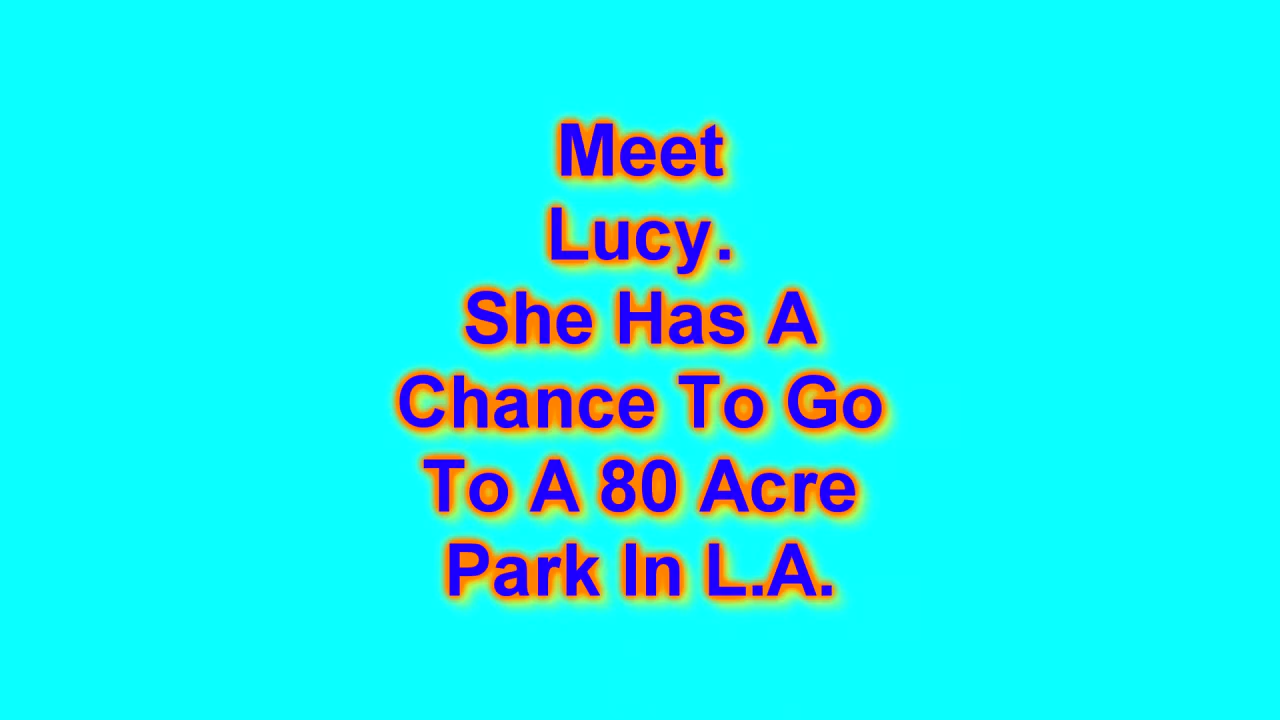 Meet
Lucy.
She Has A
Chance To Go
To A 80 Acre
Park In L.A.